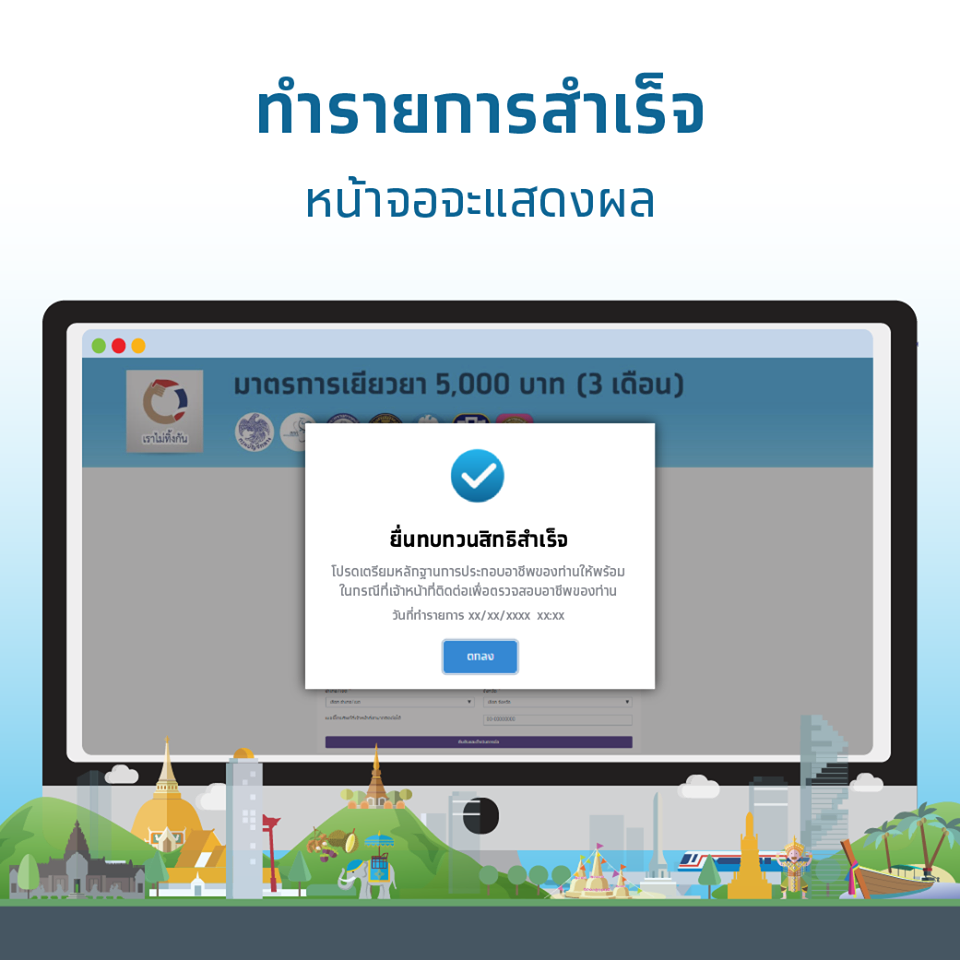 ทำรายการสำเร็จ
หน้าจอจะแสดงผล
มาตรการเยียวยา 5,000 บาท (3 เดือน)
เราไม่ทิ้งกัน
ยื่นทบทวนสิทธิสำเร็จ
โปรดเตรียมหลักฐานการประกอบอาชีพของท่านให้พร้อม
ในกรณีที่เจ้าหน้าที่ติดต่อเพื่อตรวจสอบอาชีพของท่าน
วันที่ทำรายการ xx/xx/xxxx xx:xx
ตกลง